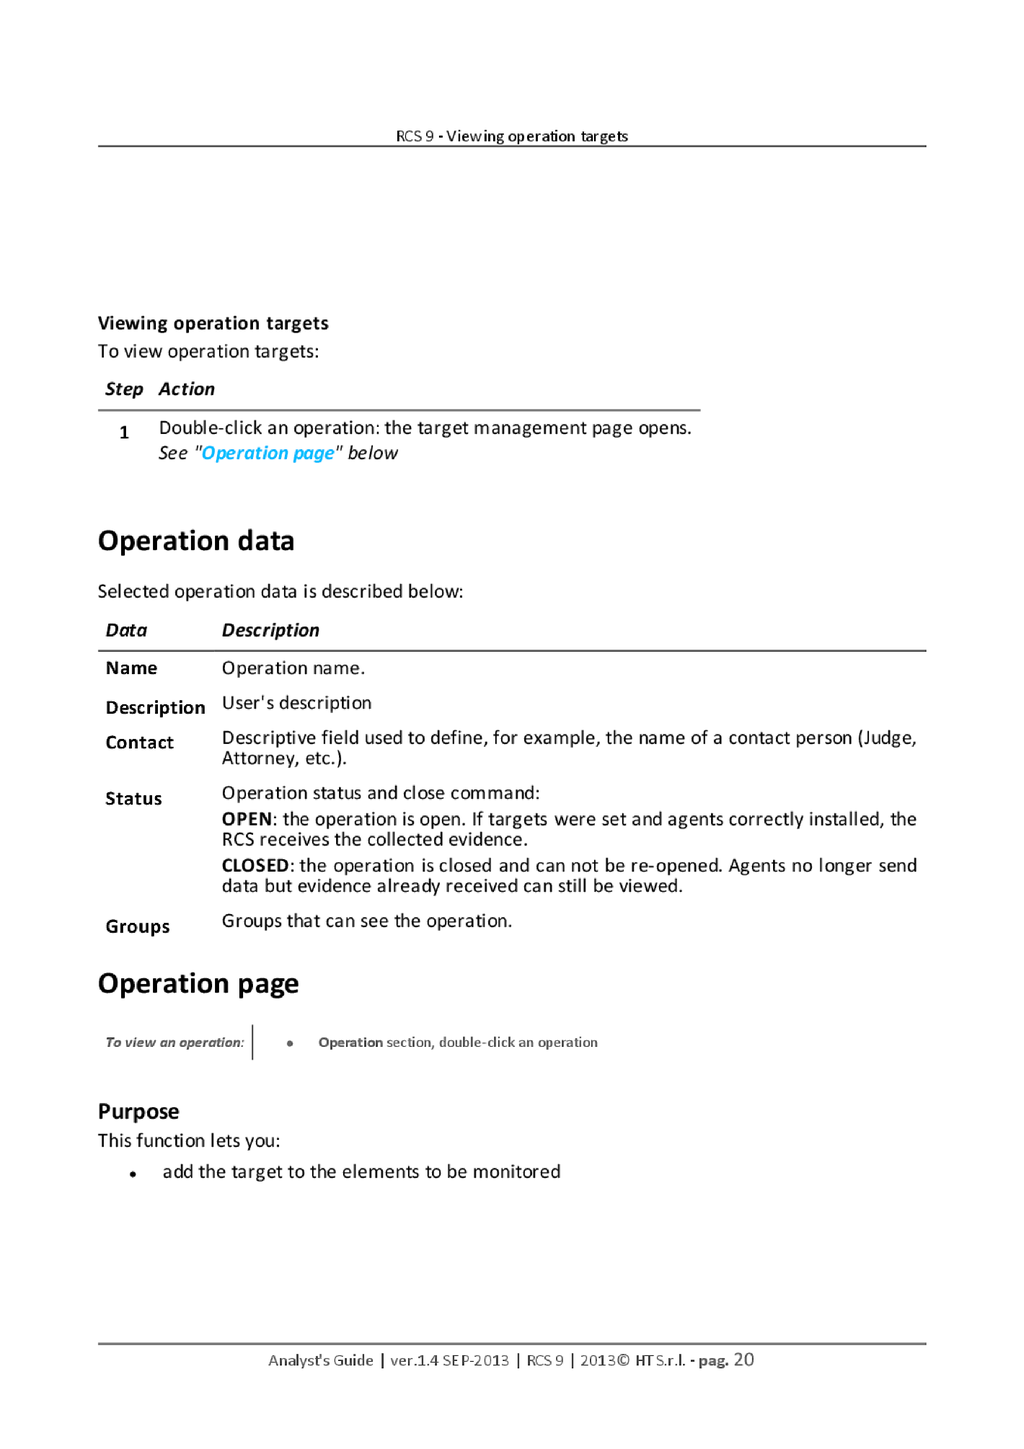 RCS 9 - Viewing operation targets
Viewing operation targets
To view operation targets:
Step Action
1 Double-click an operation: the target management page opens.
See "Operation page" below
Operation data
Selected operation data is described below:
Data Description
Name Operation name.
Description User's description
Contact Descriptive field used to define, for example, the name of a contact person (Judge,
Attorney, etc.).
Status Operation status and close command:
OPEN: the operation is open. If targets were set and agents correctly installed, the
RCS receives the collected evidence.
CLOSED: the operation is closed and can not be re-opened. Agents no longer send
data but evidence already received can still be viewed.
Groups Groups that can see the operation.
Operation page
To view an operation: • Operation section, double-click an operation
Purpose
This function lets you:
• add the target to the elements to be monitored
Analyst's Guide | ver.1.4 SEP-2013 | RCS 9 | 2013© HT S.r.l. - pag. 20